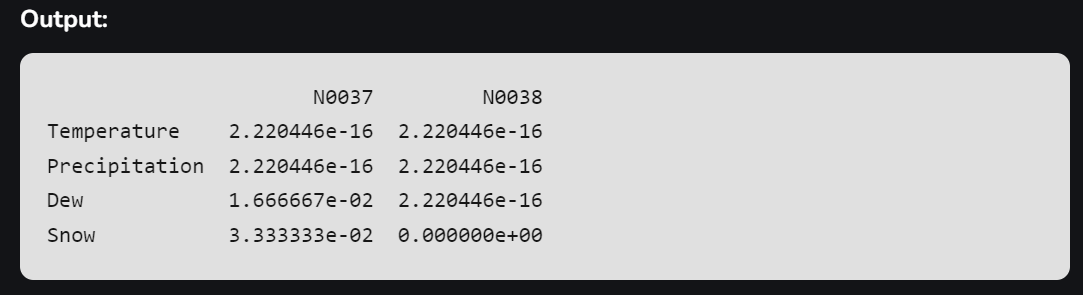 Output:
N0037 N0038
Temperature 2.220446e-16 2.220446e-16
Precipitation 2.220446e-16 2.220446e-16
Dew 1.666667e-02 2.220446e-16
Snow 3.333333e-02 0.000000e+00